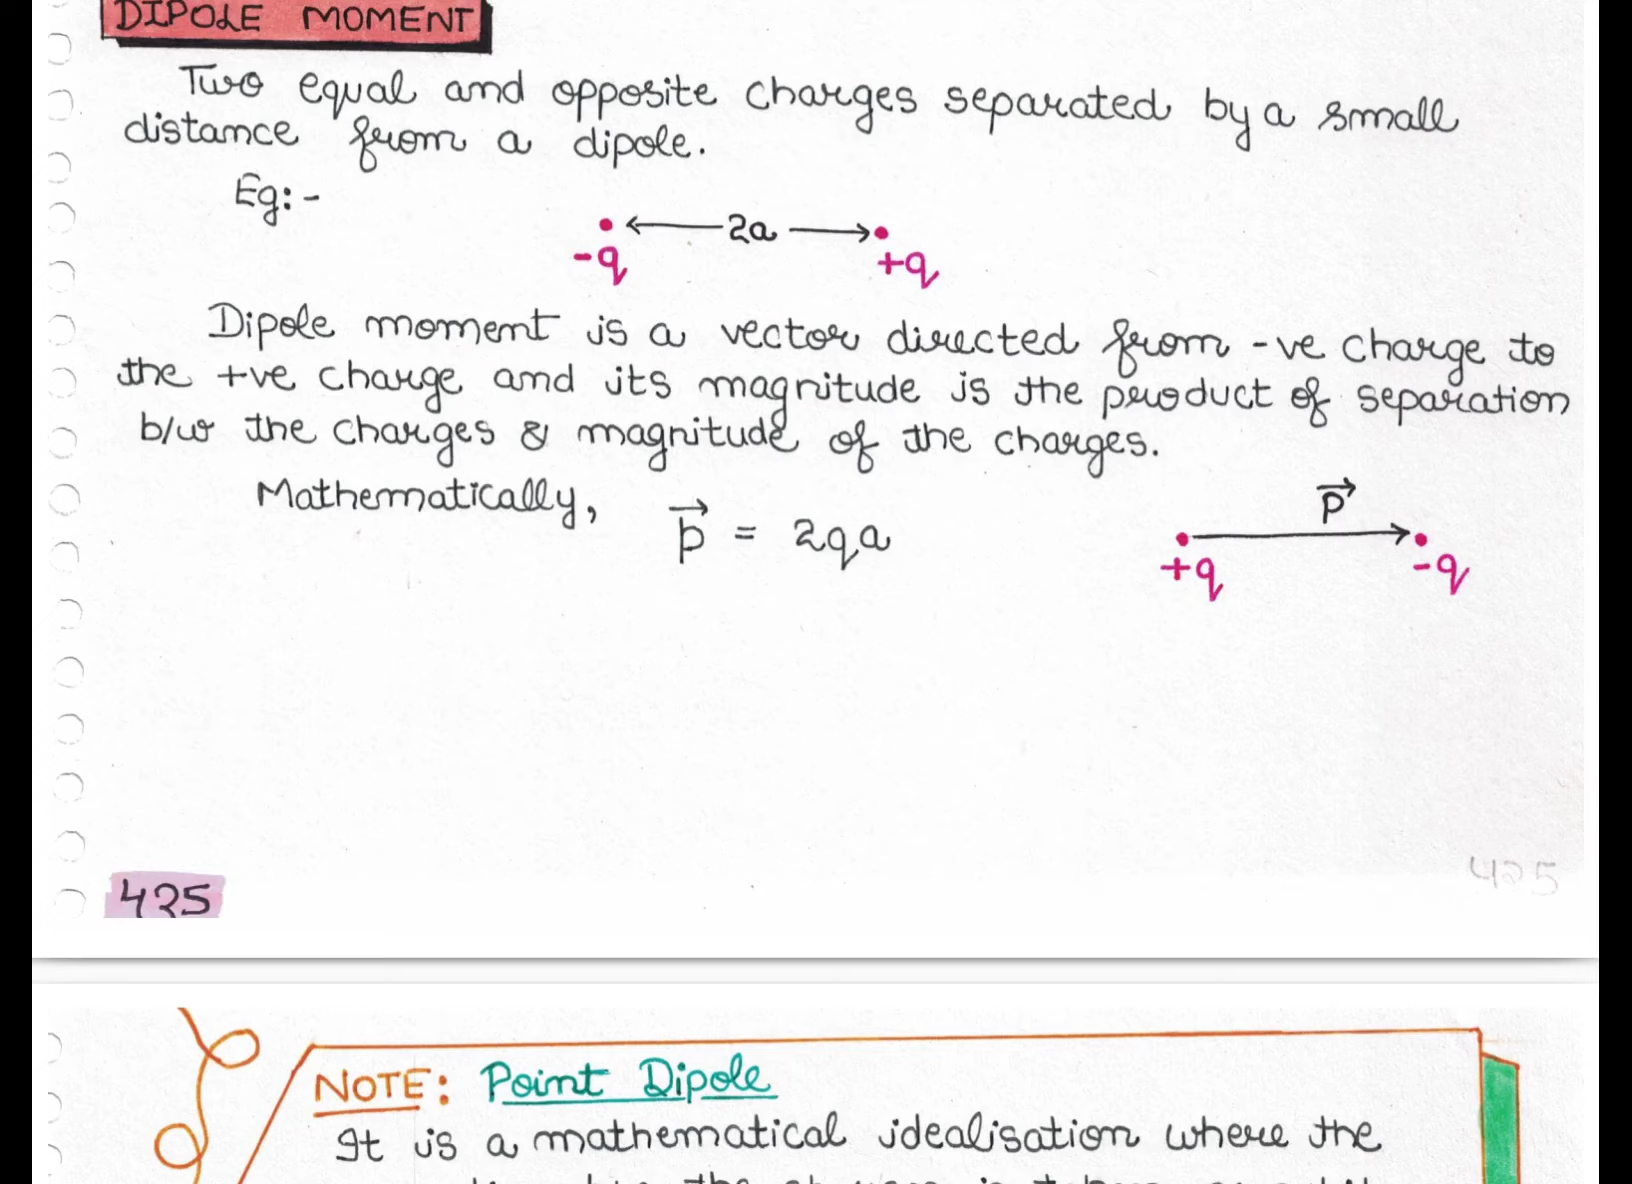 DIPOLE MOMENT
Two equal and opposite charges separated by a small
distance from a dipole.
Eg:-
2a
-q +q
Dipole moment is a vector directed from -ve charge to
the +ve charge and its magnitude is the product of separation
b/w the charges & magnitude of the charges.
Mathematically, p⃗ = 2qa
p⃗
+q -q
425
425
NOTE: Point Dipole
It is a mathematical idealisation where the